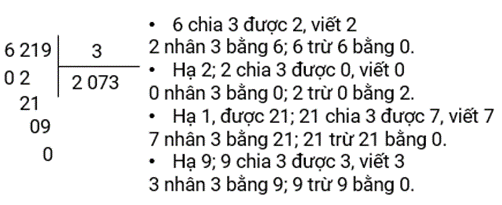 6 219 3
0 2 2 073
21
09
0
• 6 chia 3 được 2, viết 2
2 nhân 3 bằng 6; 6 trừ 6 bằng 0.
• Hạ 2; 2 chia 3 được 0, viết 0
0 nhân 3 bằng 0; 2 trừ 0 bằng 2.
• Hạ 1, được 21; 21 chia 3 được 7, viết 7
7 nhân 3 bằng 21; 21 trừ 21 bằng 0.
• Hạ 9; 9 chia 3 được 3, viết 3
3 nhân 3 bằng 9; 9 trừ 9 bằng 0.